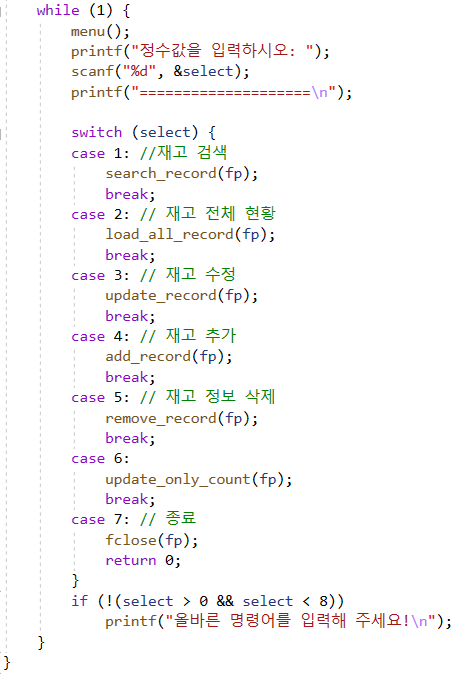 while (1) {
menu();
printf("정수값을 입력하시오: ");
scanf("%d", &select);
printf("====================\n");
switch (select) {
case 1: //재고 검색
search_record(fp);
break;
case 2: // 재고 전체 현황
load_all_record(fp);
break;
case 3: // 재고 수정
update_record(fp);
break;
case 4: // 재고 추가
add_record(fp);
break;
case 5: // 재고 정보 삭제
remove_record(fp);
break;
case 6:
update_only_count(fp);
break;
case 7: // 종료
fclose(fp);
return 0;
}
if (!(select > 0 && select < 8))
printf("올바른 명령어를 입력해 주세요!\n");
}
}